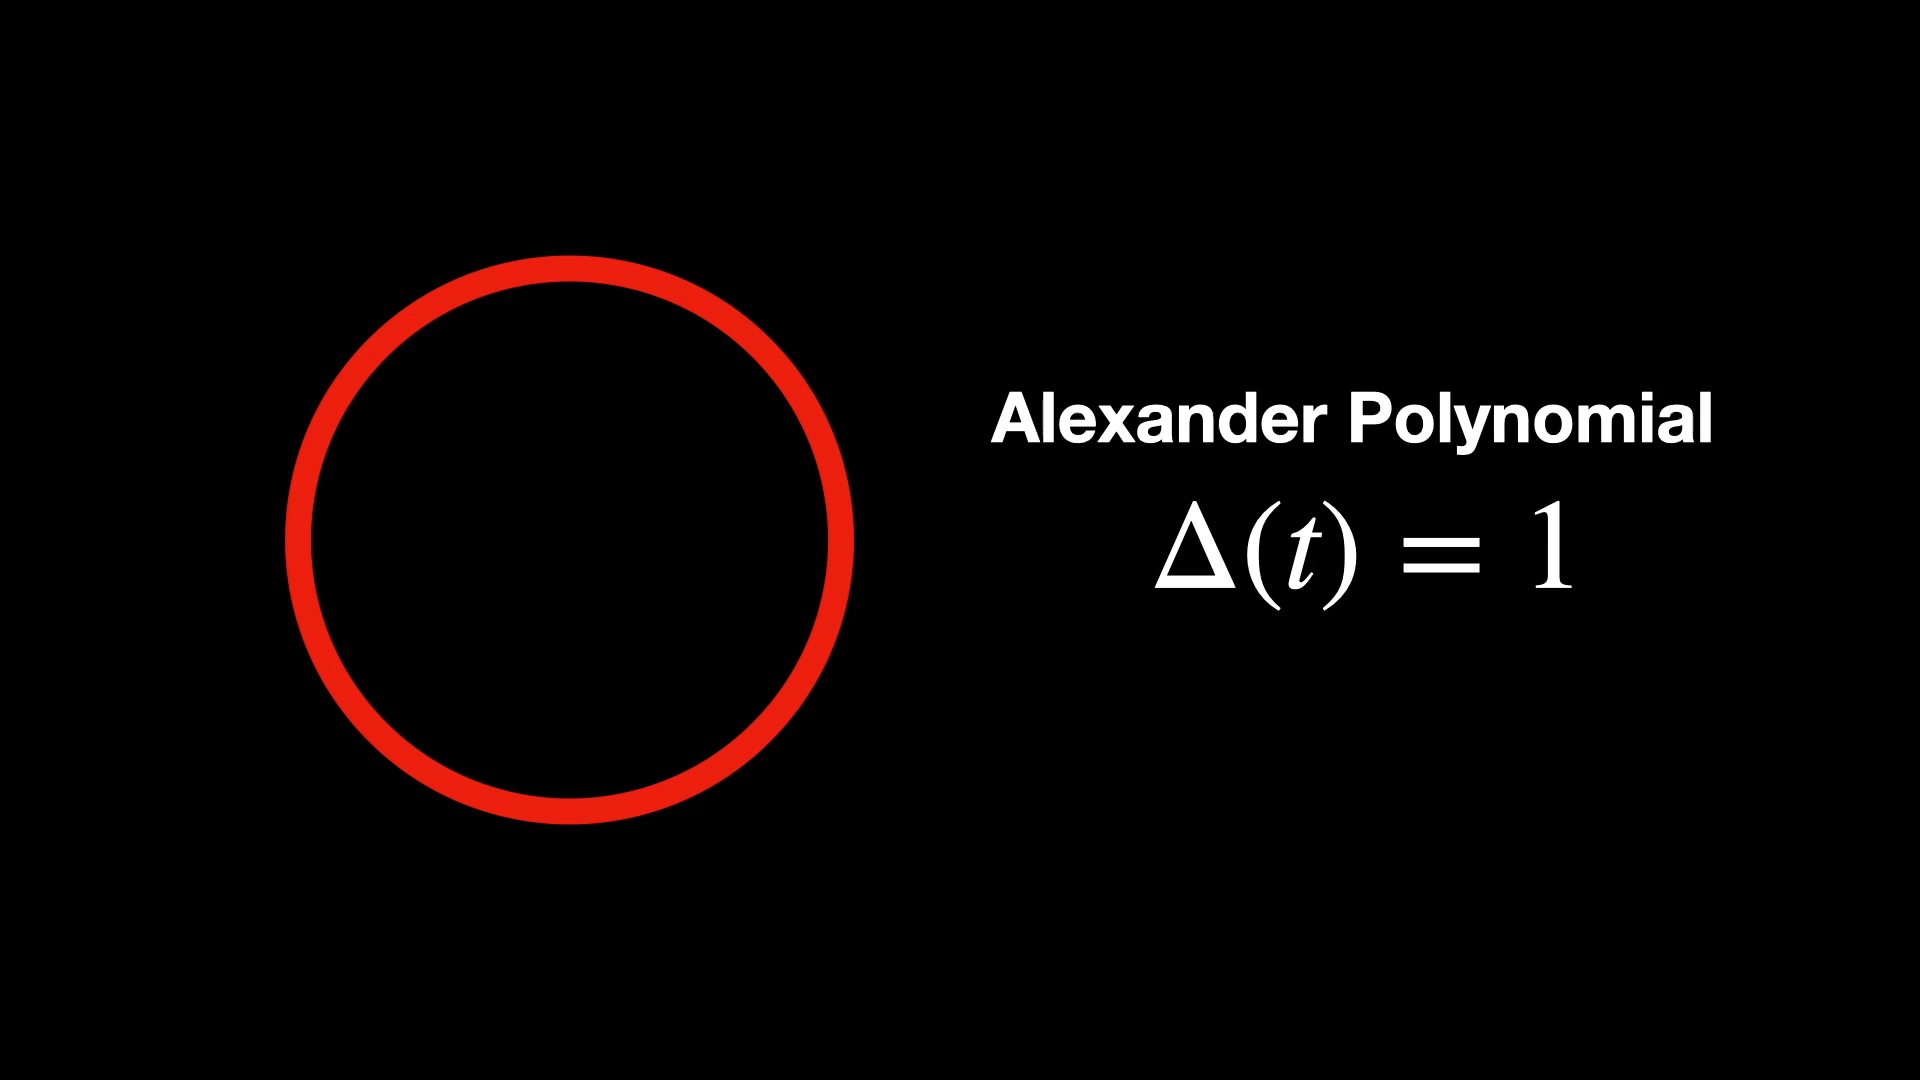 Alexander Polynomial
Δ(t) = 1